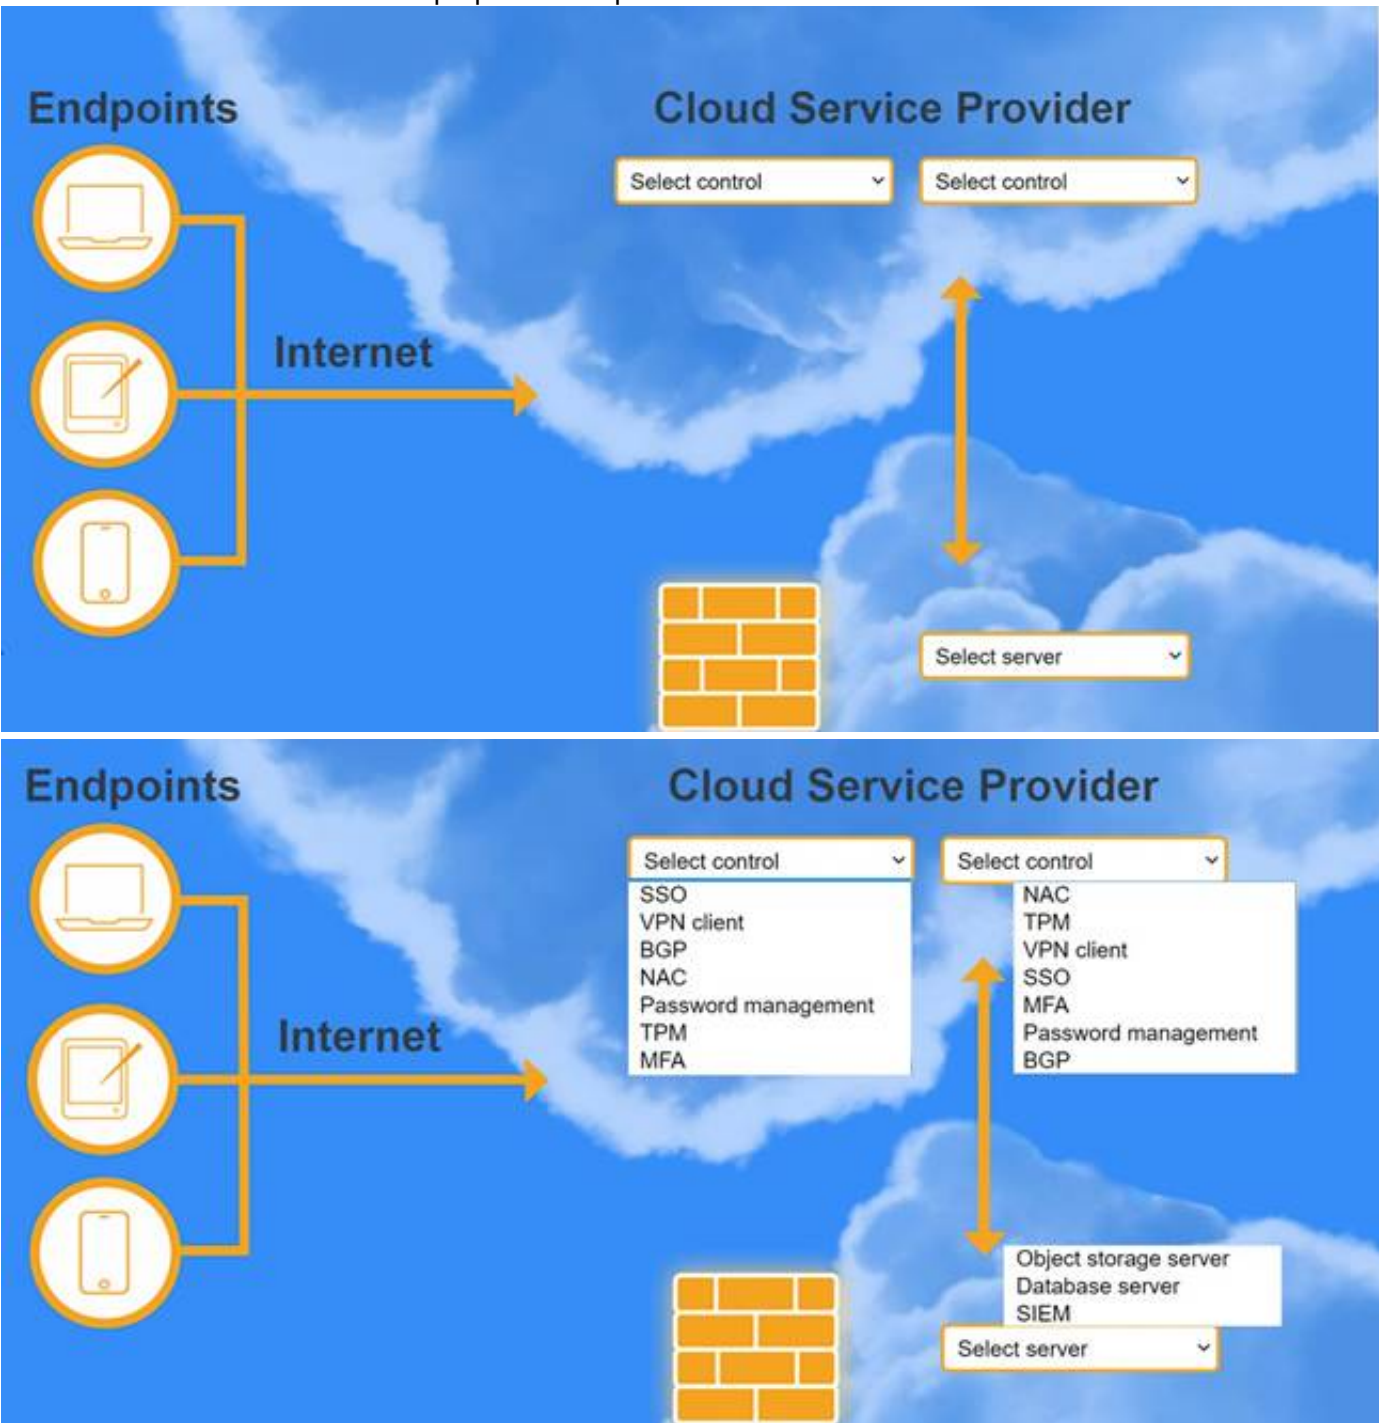 Endpoints
Cloud Service Provider
Select control
Select control
Internet
Select server
Endpoints
Cloud Service Provider
Select control
SSO
VPN client
BGP
NAC
Password management
TPM
MFA
Select control
NAC
TPM
VPN client
SSO
MFA
Password management
BGP
Internet
Object storage server
Database server
SIEM
Select server